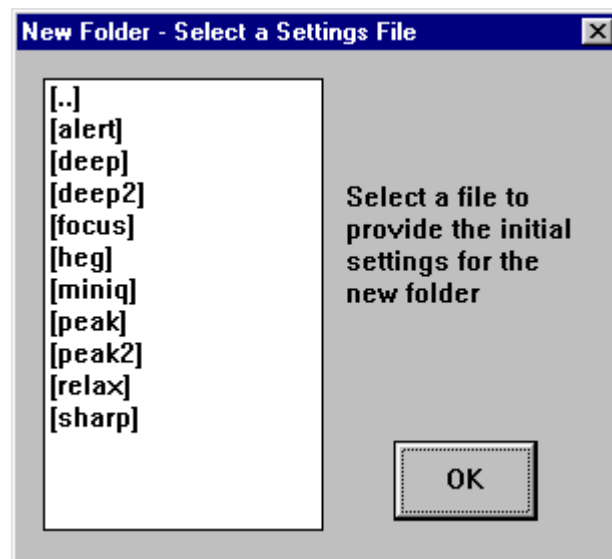 New Folder - Select a Settings File
[..]
[alert]
[deep]
[deep2]
[focus]
[heg]
[miniq]
[peak]
[peak2]
[relax]
[sharp]
Select a file to
provide the initial
settings for the
new folder
OK